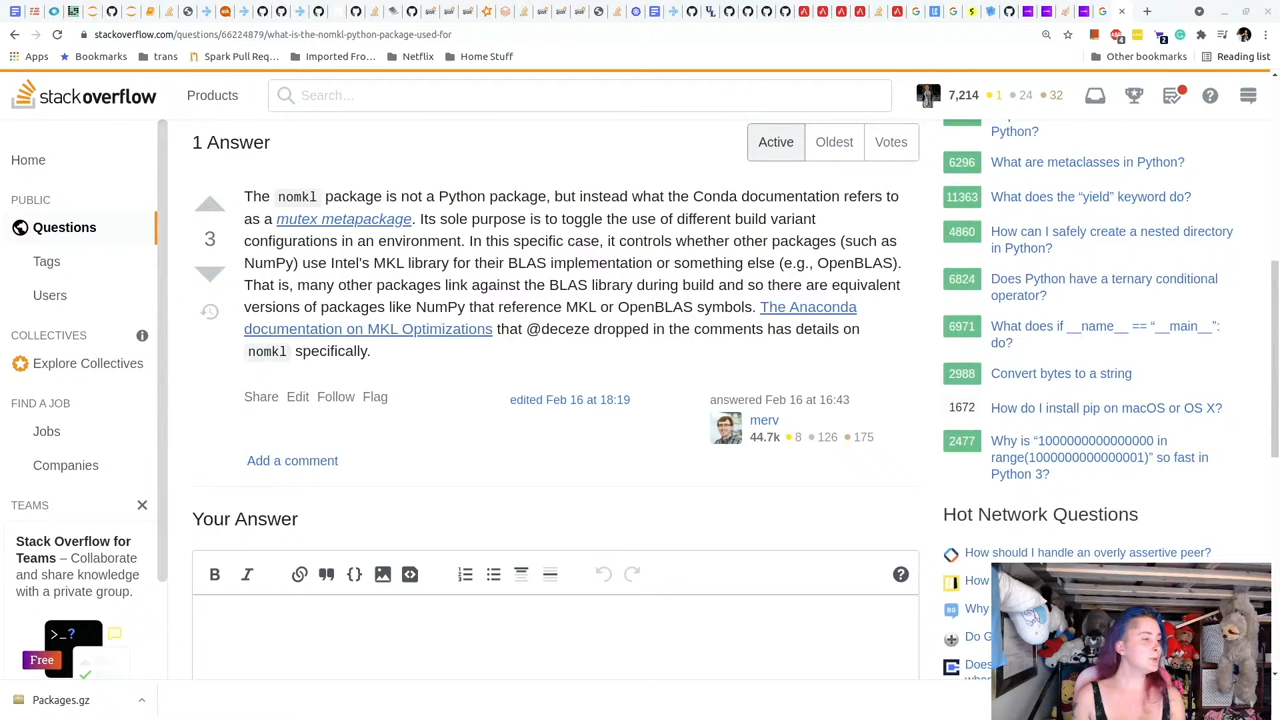 stackoverflow.com/questions/66224879/what-is-the-nomkl-python-package-used-for
4
2
Apps
Bookmarks
trans
Spark Pull Req…
Imported Fro…
Netflix
Home Stuff
Other bookmarks
Reading list
stackoverflow
Products
Search…
7,214
1
24
32
Home
PUBLIC
Questions
Tags
Users
COLLECTIVES
Explore Collectives
FIND A JOB
Jobs
Companies
TEAMS
Stack Overflow for
Teams – Collaborate
and share knowledge
with a private group.
>_?
Free
1 Answer
Active
Oldest
Votes
3
The nomkl package is not a Python package, but instead what the Conda documentation refers to
as a mutex metapackage. Its sole purpose is to toggle the use of different build variant
configurations in an environment. In this specific case, it controls whether other packages (such as
NumPy) use Intel's MKL library for their BLAS implementation or something else (e.g., OpenBLAS).
That is, many other packages link against the BLAS library during build and so there are equivalent
versions of packages like NumPy that reference MKL or OpenBLAS symbols. The Anaconda
documentation on MKL Optimizations that @deceze dropped in the comments has details on
nomkl specifically.
Share Edit Follow Flag
edited Feb 16 at 18:19
answered Feb 16 at 16:43
merv
44.7k 8 126 175
Add a comment
Your Answer
B I
Python?
6296 What are metaclasses in Python?
11363 What does the “yield” keyword do?
4860 How can I safely create a nested directory
in Python?
6824 Does Python have a ternary conditional
operator?
6971 What does if __name__ == “__main__”:
do?
2988 Convert bytes to a string
1672 How do I install pip on macOS or OS X?
2477 Why is “1000000000000000 in
range(1000000000000001)” so fast in
Python 3?
Hot Network Questions
How should I handle an overly assertive peer?
How
Why
Do G
Does
Packages.gz